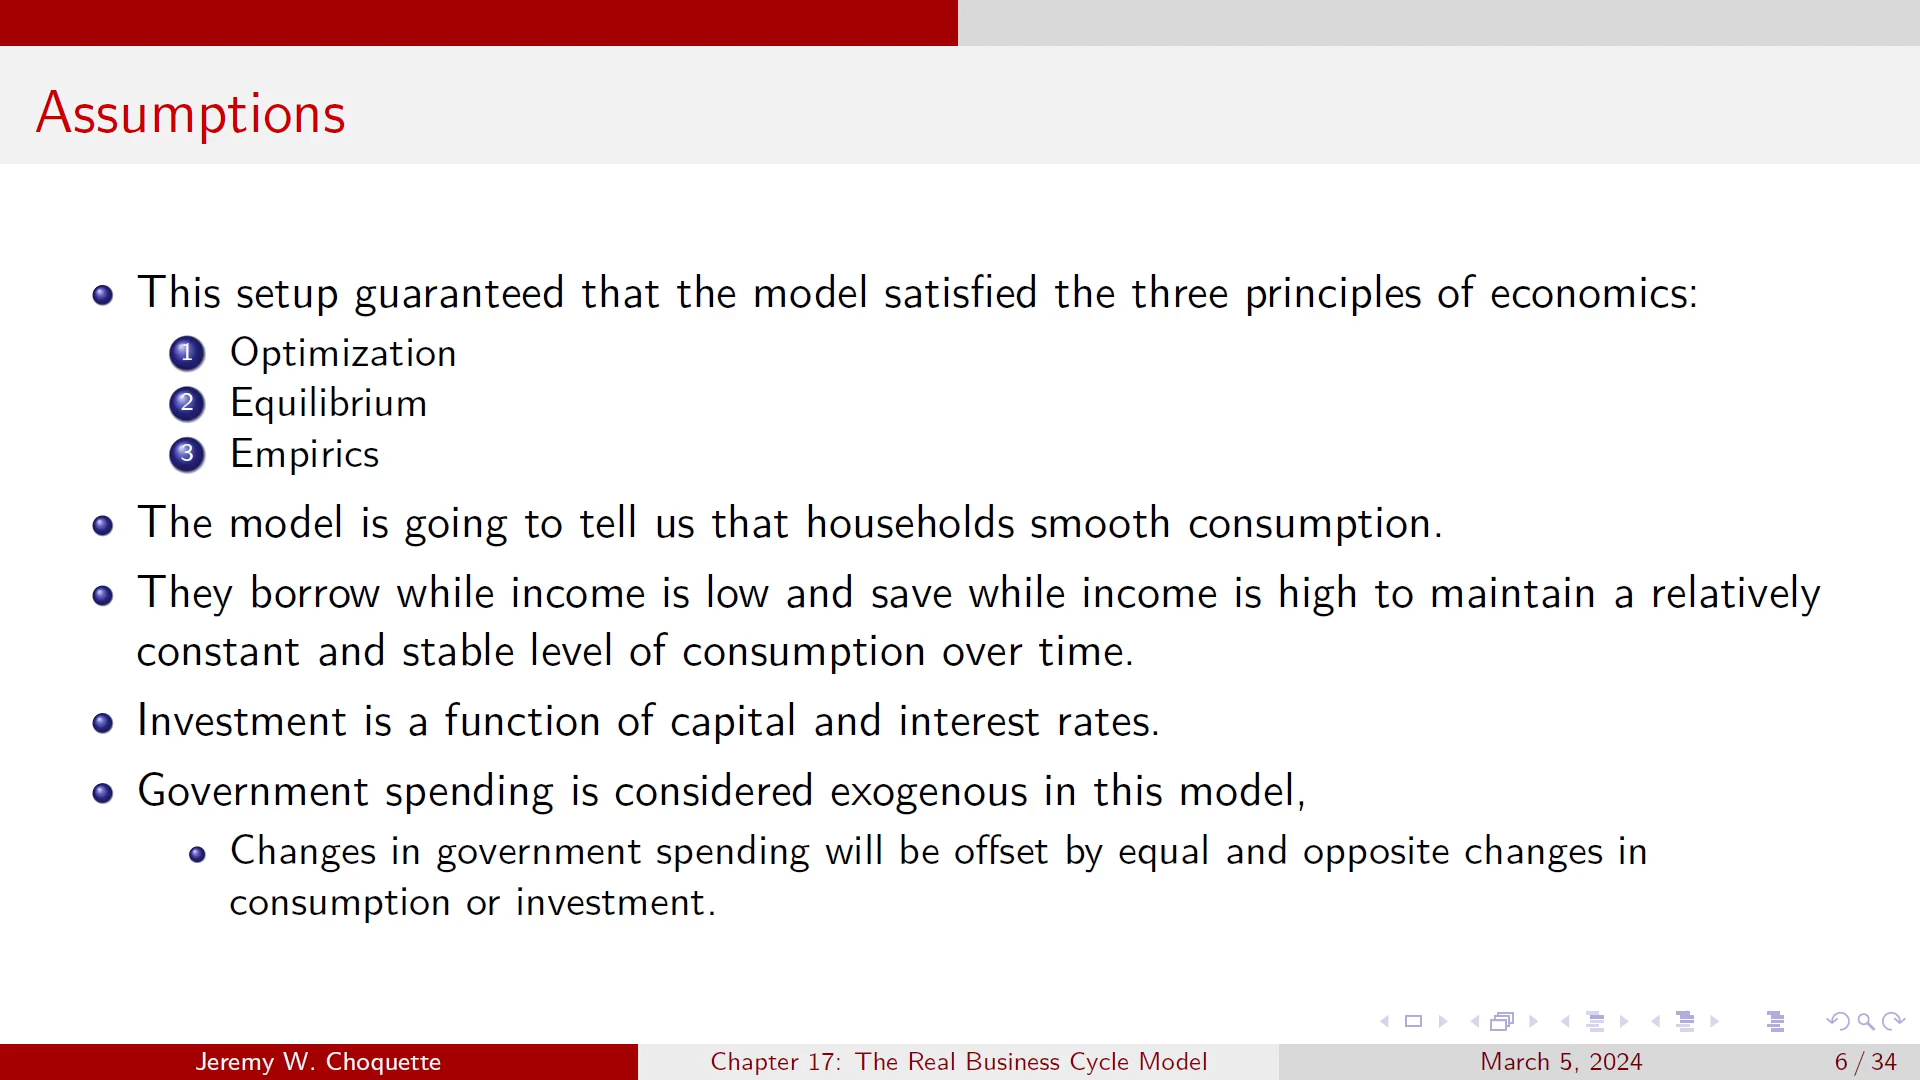 Assumptions
This setup guaranteed that the model satisfied the three principles of economics:
1 Optimization
2 Equilibrium
3 Empirics
The model is going to tell us that households smooth consumption.
They borrow while income is low and save while income is high to maintain a relatively
constant and stable level of consumption over time.
Investment is a function of capital and interest rates.
Government spending is considered exogenous in this model,
Changes in government spending will be offset by equal and opposite changes in
consumption or investment.
Jeremy W. Choquette
Chapter 17: The Real Business Cycle Model
March 5, 2024
6 / 34